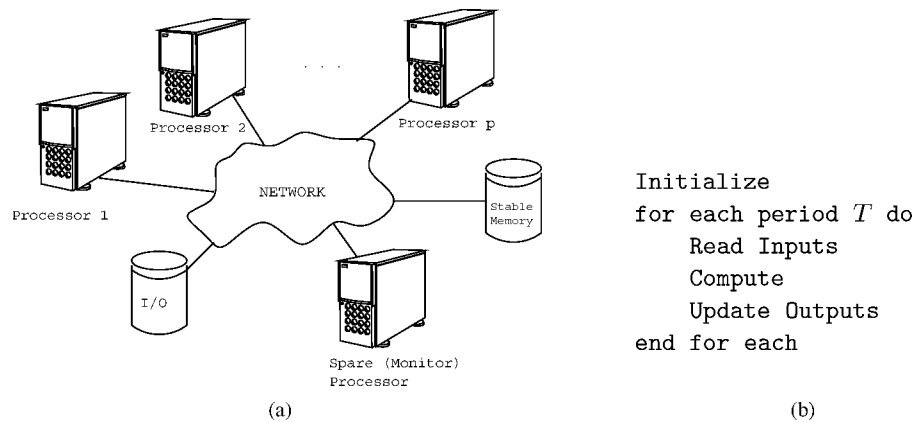 . . .
Processor 2
Processor p
NETWORK
Processor 1
Stable
Memory
I/O
Spare (Monitor)
Processor
(a)
Initialize
for each period T do
Read Inputs
Compute
Update Outputs
end for each
(b)